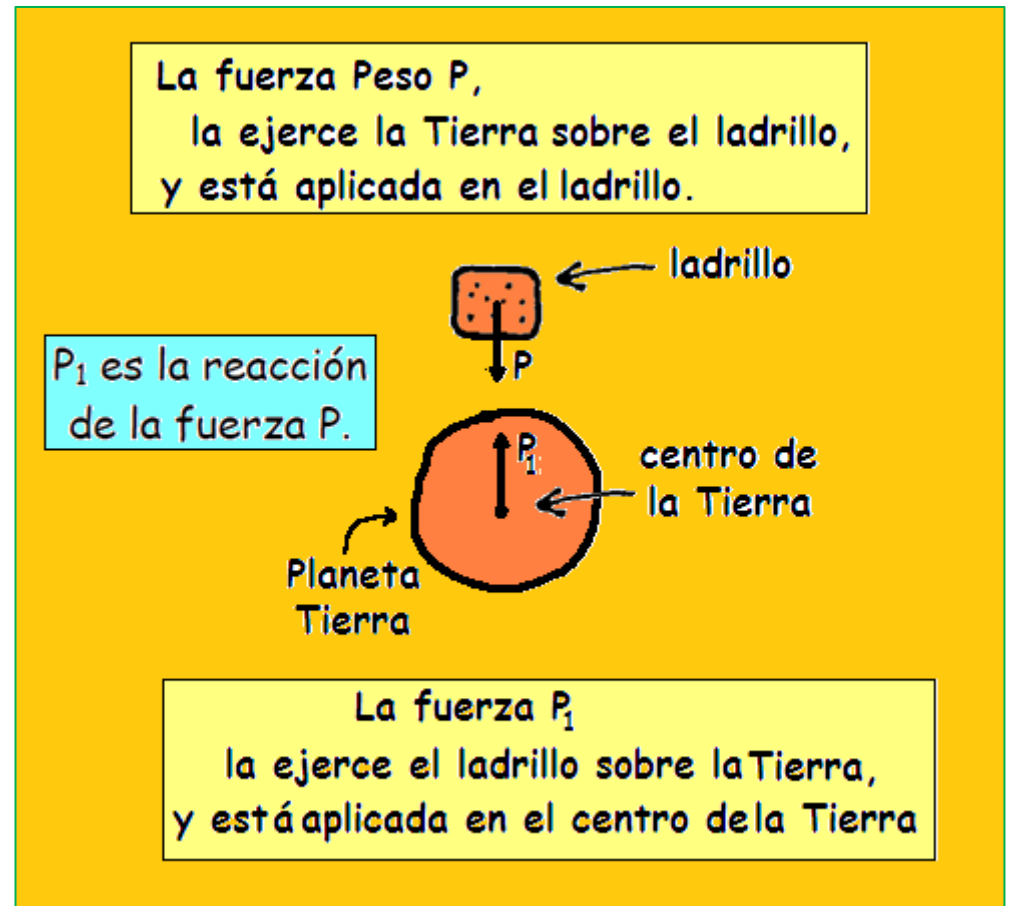 La fuerza Peso P,
la ejerce la Tierra sobre el ladrillo,
y está aplicada en el ladrillo.
ladrillo
P
P₁ es la reacción
de la fuerza P.
P₁
centro de
la Tierra
Planeta
Tierra
La fuerza P₁
la ejerce el ladrillo sobre la Tierra,
y está aplicada en el centro de la Tierra